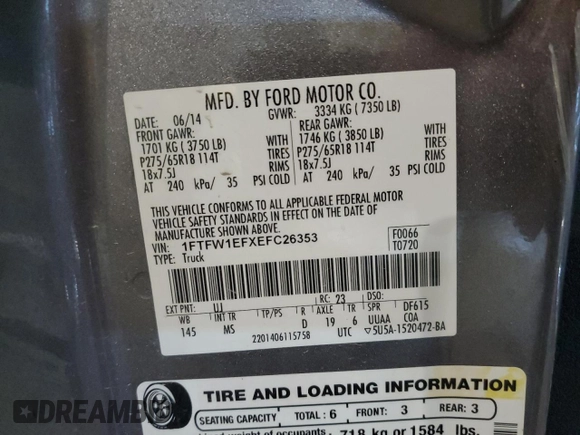 MFD. BY FORD MOTOR CO.
DATE: 06/14 GVWR: 3334 KG ( 7350 LB)
FRONT GAWR: REAR GAWR:
1701 KG ( 3750 LB) WITH 1746 KG ( 3850 LB) WITH
P275/65R18 114T TIRES P275/65R18 114T TIRES
18x7.5J RIMS 18x7.5J RIMS
AT 240 kPa/ 35 PSI COLD AT 240 kPa/ 35 PSI COLD
THIS VEHICLE CONFORMS TO ALL APPLICABLE FEDERAL MOTOR
VEHICLE SAFETY STANDARDS IN EFFECT ON THE DATE OF
MANUFACTURE SHOWN ABOVE.
VIN: 1FTFW1EFXEFC26353 F0066
TYPE: Truck T0720
EXT PNT: UJ RC: 23 DSO:
WB INT TR TP/PS R AXLE TR SPR DF615
145 MS D 19 6 UUAA COA
2201406115758 UTC ▽5U5A-1520472-BA
TIRE AND LOADING INFORMATION
SEATING CAPACITY TOTAL : 6 FRONT: 3 REAR: 3
weight of occupants 718 kg or 1584 lbs.
DREAMB